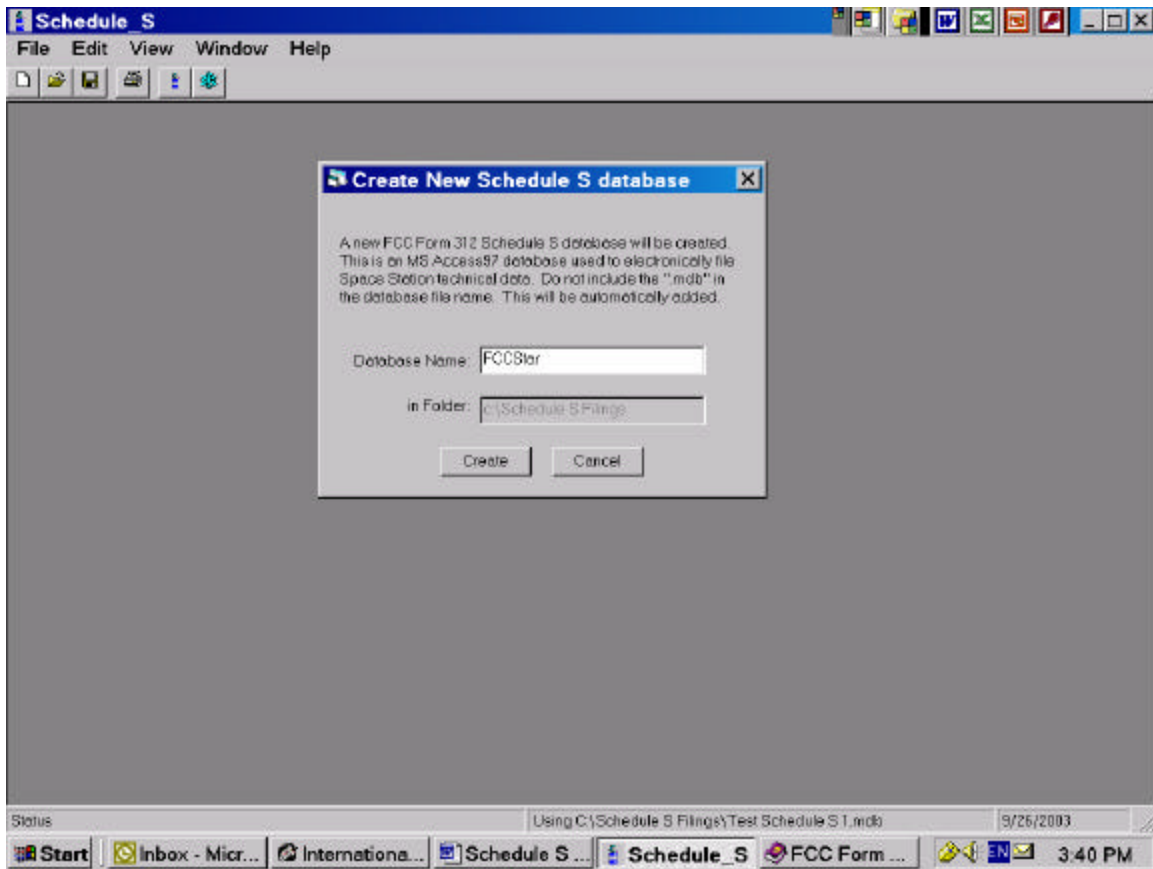 Schedule_S
File Edit View Window Help
Create New Schedule S database
A new FCC Form 312 Schedule S database will be created.
This is an MS Access97 database used to electronically file
Space Station technical data. Do not include the ".mdb" in
the database file name. This will be automatically added.
Database Name: FCCStar
in Folder: c:\Schedule S Filings
Create Cancel
Status Using C:\Schedule S Filings\Test Schedule S 1.mdb 9/26/2003
Start Inbox - Micr... Internationa... Schedule S ... Schedule_S FCC Form ... EN 3:40 PM